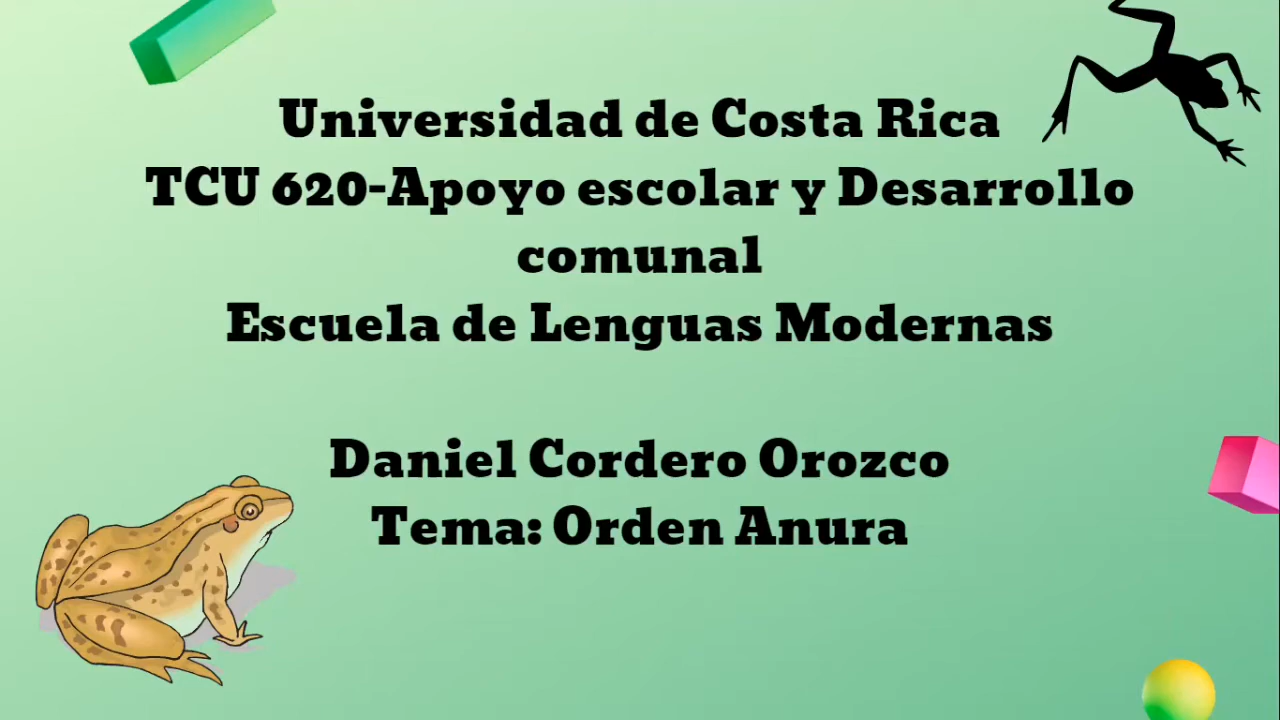 Universidad de Costa Rica
TCU 620-Apoyo escolar y Desarrollo
comunal
Escuela de Lenguas Modernas
Daniel Cordero Orozco
Tema: Orden Anura